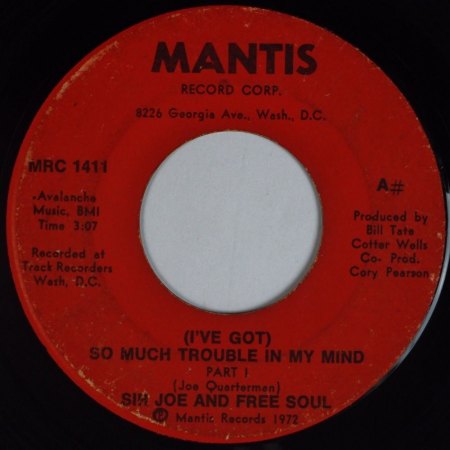 MANTIS
RECORD CORP.
8226 Georgia Ave., Wash., D.C.
MRC 1411
Avalanche
Music, BMI
Time 3:07
Recorded at
Track Recorders
Wash, D.C.
A#
Produced by
Bill Tate
Cotter Wells
Co- Prod.
Cory Pearson
(I'VE GOT)
SO MUCH TROUBLE IN MY MIND
PART I
(Joe Quarterman)
SIR JOE AND FREE SOUL
℗ Mantis Records 1972